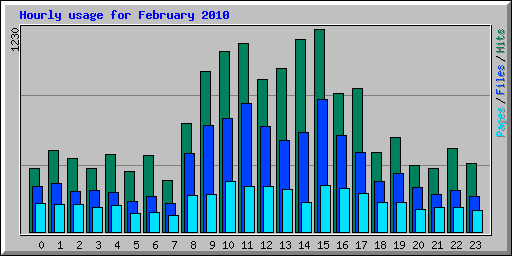 Hourly usage for February 2010
1230
Pages/Files/Hits
0 1 2 3 4 5 6 7 8 9 10 11 12 13 14 15 16 17 18 19 20 21 22 23